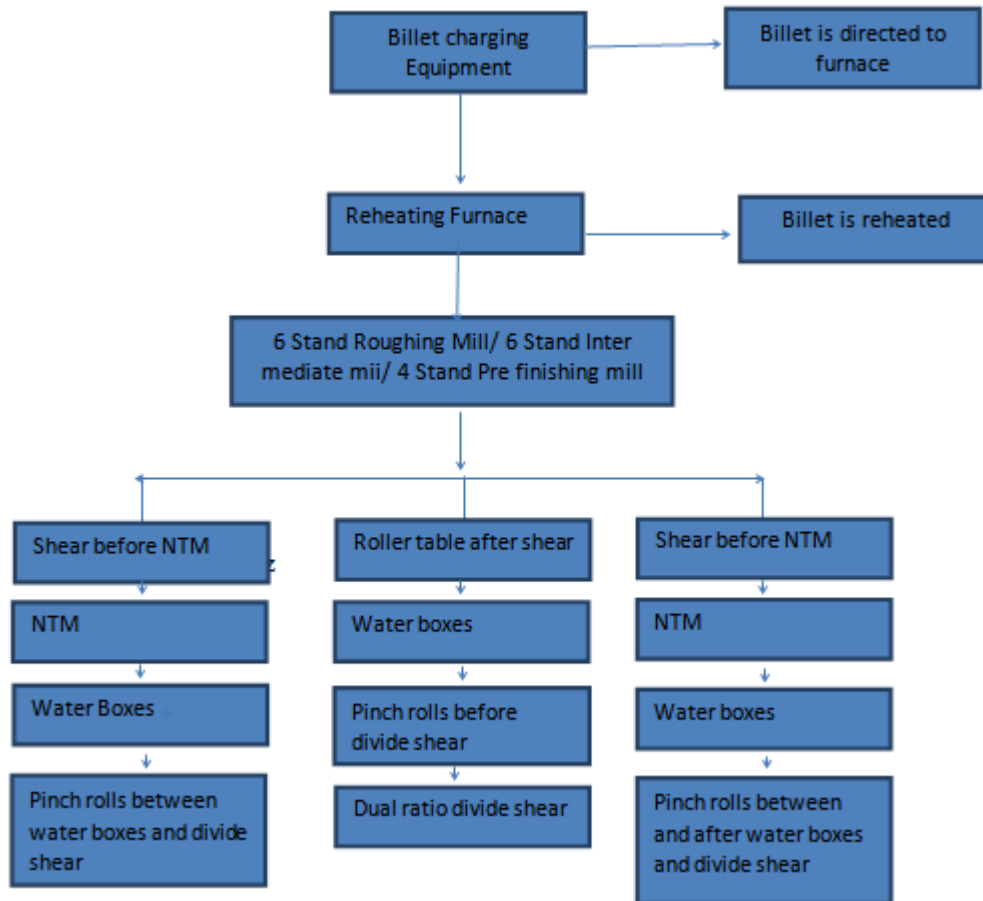 Billet charging
Equipment
Billet is directed to
furnace
Reheating Furnace
Billet is reheated
6 Stand Roughing Mill/ 6 Stand Inter
mediate mii/ 4 Stand Pre finishing mill
Shear before NTM
z
NTM
Water Boxes
Pinch rolls between
water boxes and divide
shear
Roller table after shear
Water boxes
Pinch rolls before
divide shear
Dual ratio divide shear
Shear before NTM
NTM
Water boxes
Pinch rolls between
and after water boxes
and divide shear